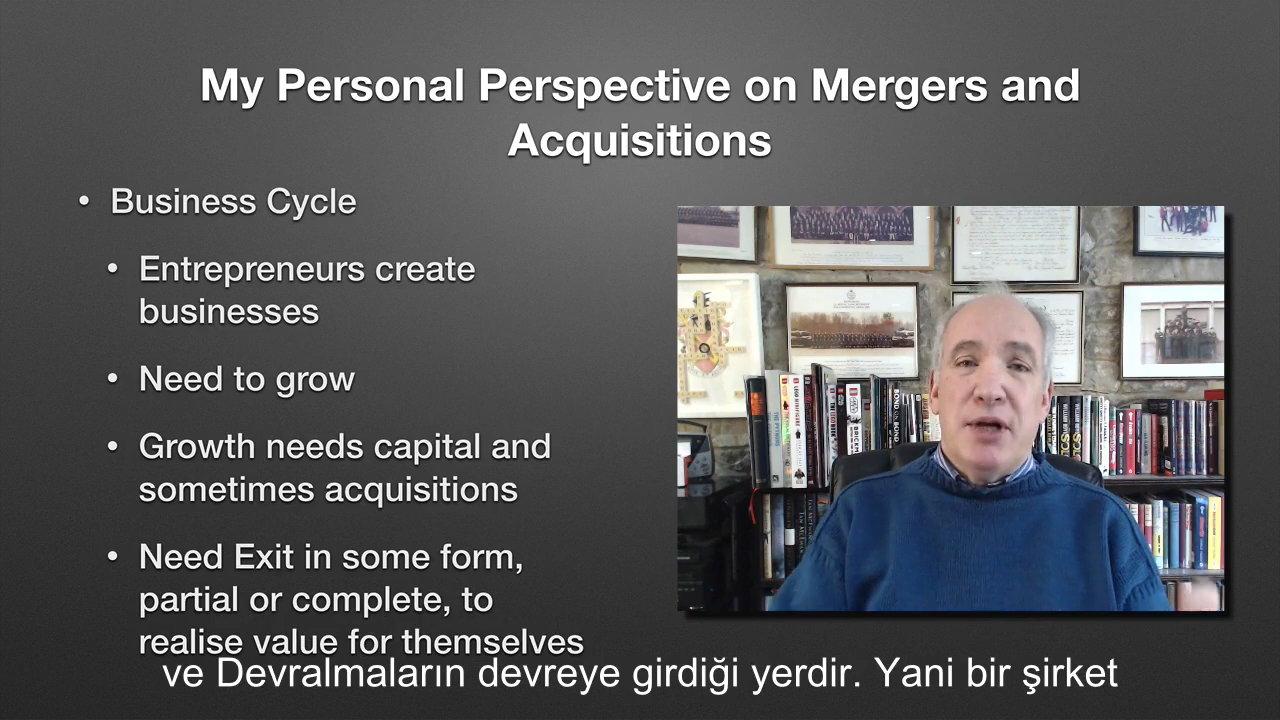 My Personal Perspective on Mergers and
Acquisitions
• Business Cycle
• Entrepreneurs create
businesses
• Need to grow
• Growth needs capital and
sometimes acquisitions
• Need Exit in some form,
partial or complete, to
realise value for themselves
ve Devralmaların devreye girdiği yerdir. Yani bir şirket